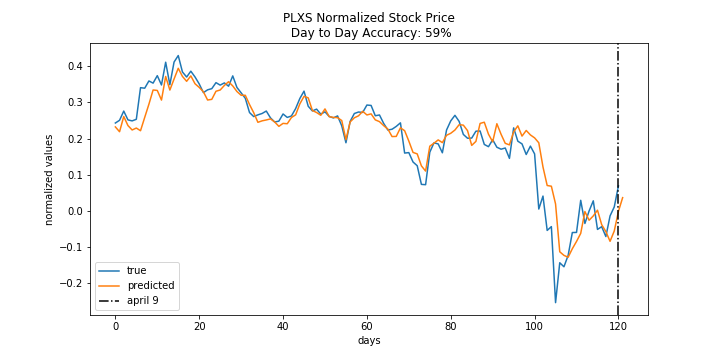 PLXS Normalized Stock Price
Day to Day Accuracy: 59%
normalized values
0.4
0.3
0.2
0.1
0.0
−0.1
−0.2
true
predicted
april 9
0 20 40 60 80 100 120
days